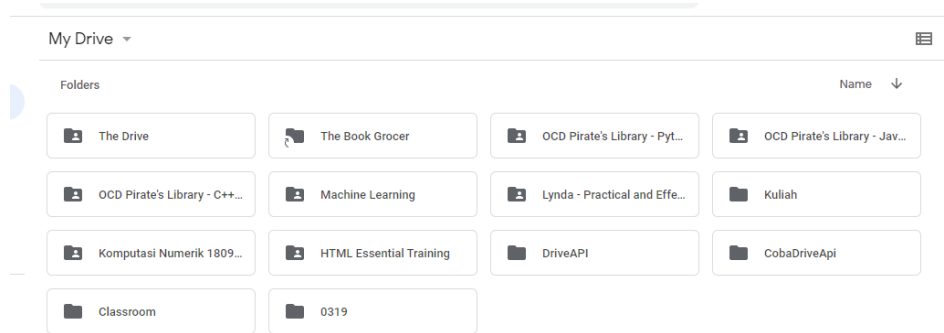 My Drive
Folders
Name
The Drive
The Book Grocer
OCD Pirate's Library - Pyt...
OCD Pirate's Library - Jav...
OCD Pirate's Library - C++...
Machine Learning
Lynda - Practical and Effe...
Kuliah
Komputasi Numerik 1809...
HTML Essential Training
DriveAPI
CobaDriveApi
Classroom
0319